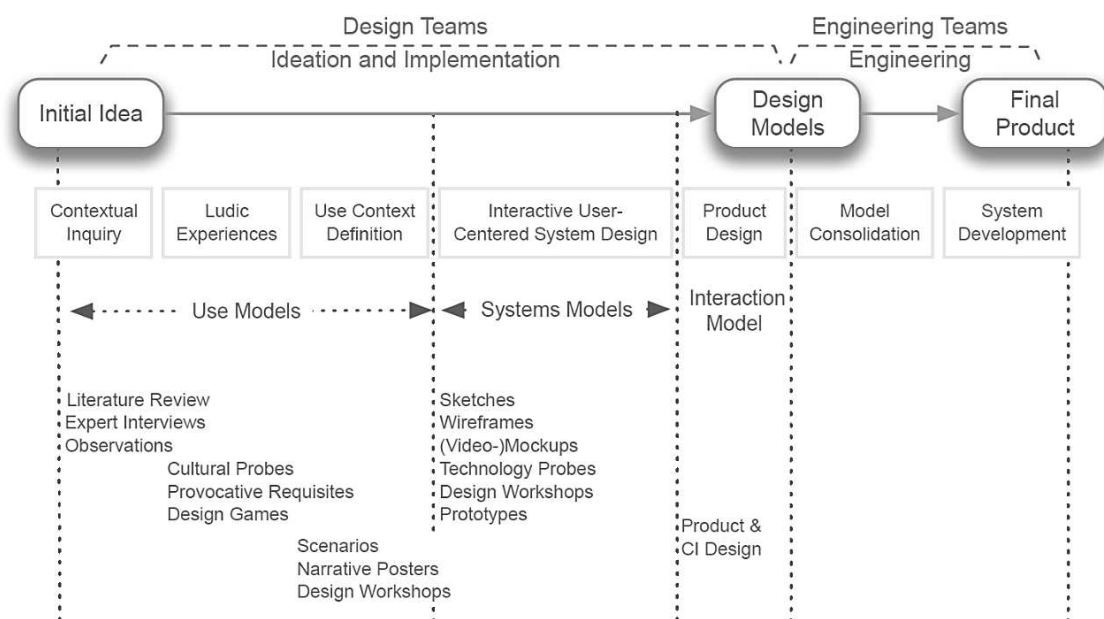 Design Teams
Engineering Teams
Ideation and Implementation
Engineering
Initial Idea
Design
Models
Final
Product
Contextual
Inquiry
Ludic
Experiences
Use Context
Definition
Interactive User-
Centered System Design
Product
Design
Model
Consolidation
System
Development
Use Models
Systems Models
Interaction
Model
Literature Review
Expert Interviews
Observations
Cultural Probes
Provocative Requisites
Design Games
Scenarios
Narrative Posters
Design Workshops
Sketches
Wireframes
(Video-)Mockups
Technology Probes
Design Workshops
Prototypes
Product &
CI Design